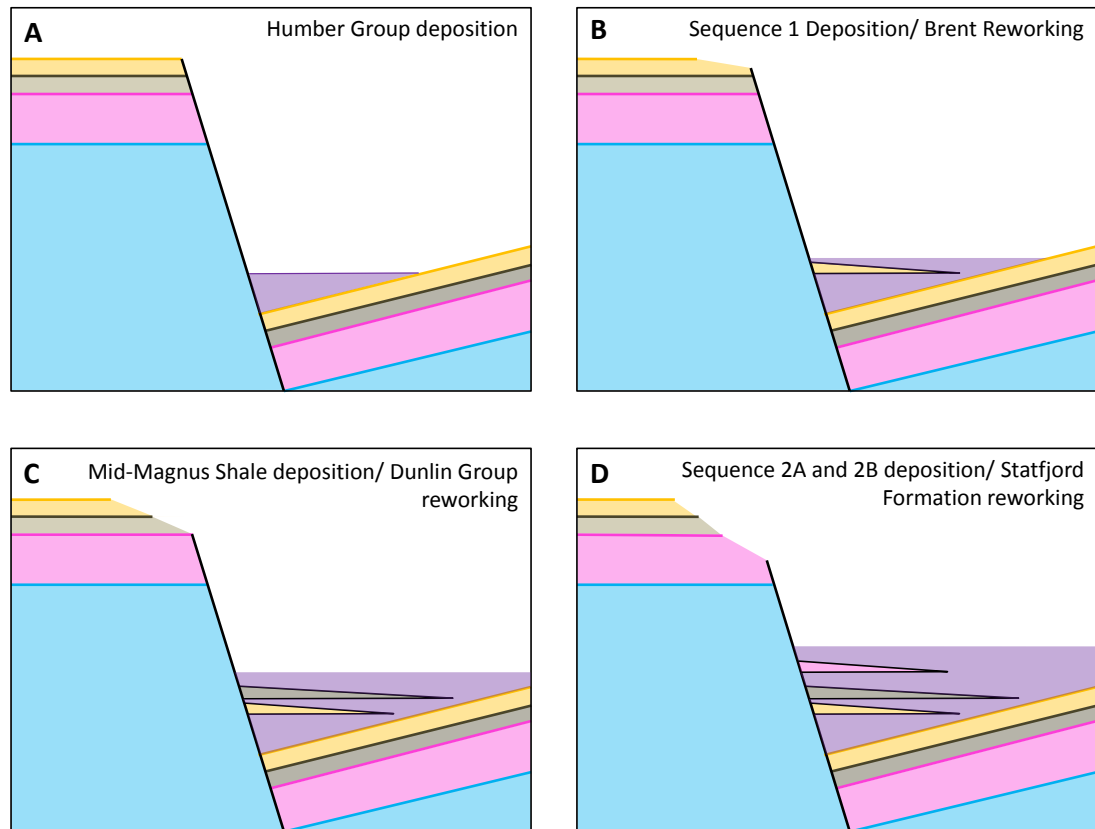 A
Humber Group deposition
B
Sequence 1 Deposition/ Brent Reworking
C
Mid-Magnus Shale deposition/ Dunlin Group
reworking
D
Sequence 2A and 2B deposition/ Statfjord
Formation reworking